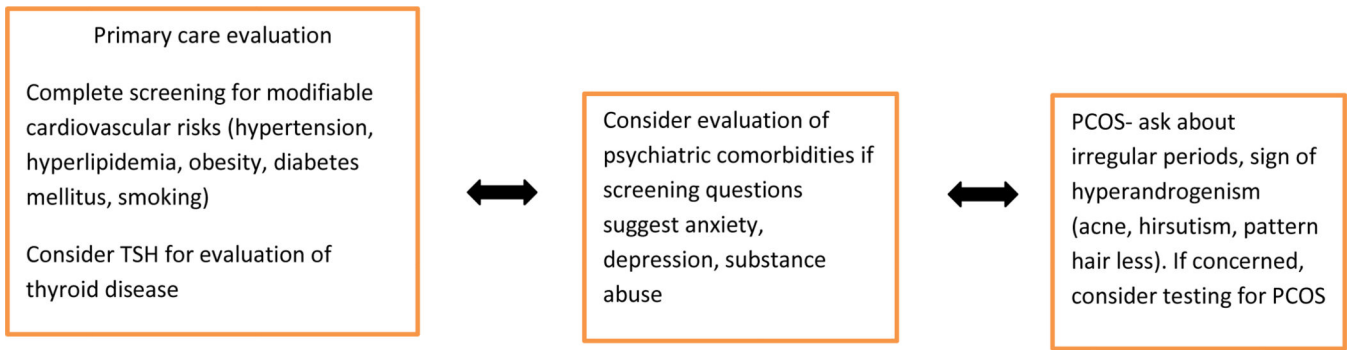 Primary care evaluation
Complete screening for modifiable
cardiovascular risks (hypertension,
hyperlipidemia, obesity, diabetes
mellitus, smoking)
Consider TSH for evaluation of
thyroid disease
Consider evaluation of
psychiatric comorbidities if
screening questions
suggest anxiety,
depression, substance
abuse
PCOS- ask about
irregular periods, sign of
hyperandrogenism
(acne, hirsutism, pattern
hair less). If concerned,
consider testing for PCOS